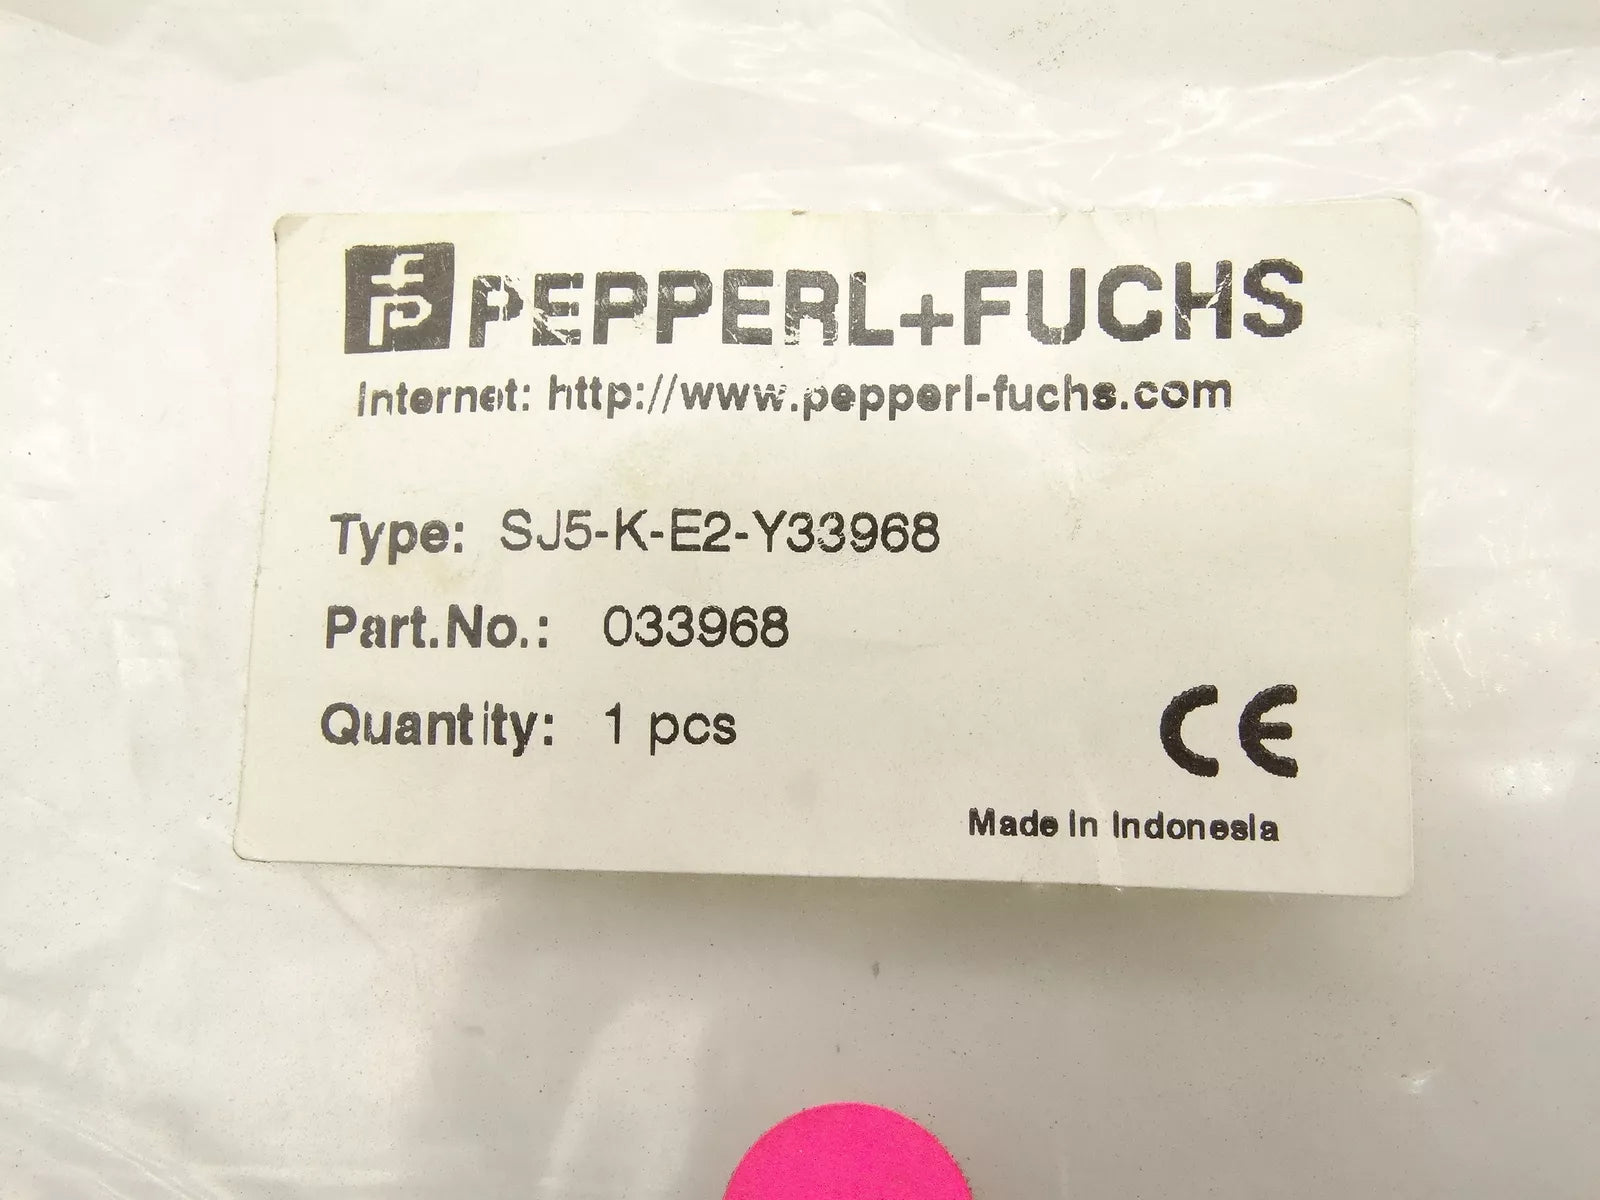 fp PEPPERL+FUCHS
Internet: http://www.pepperl-fuchs.com
Type: SJ5-K-E2-Y33968
Part.No.: 033968
Quantity: 1 pcs
CE
Made in Indonesia